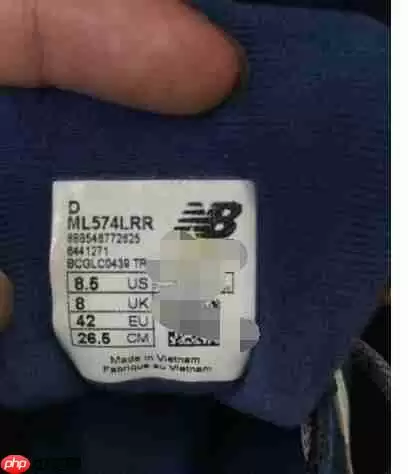 D
ML574LRR
NB
6441271
BCGLC0439 TR
8.5 US
8 UK
42 EU
26.5 CM
Made in Vietnam
Fabriqué au Vietnam
php